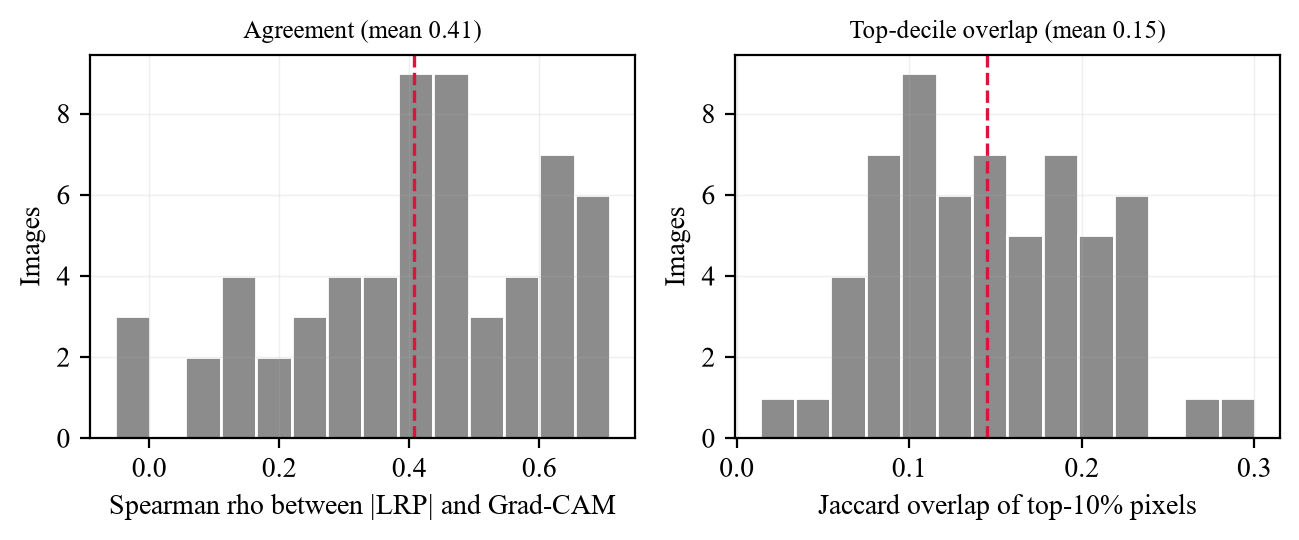 Agreement (mean 0.41)
Images
0
2
4
6
8
0.0 0.2 0.4 0.6
Spearman rho between |LRP| and Grad-CAM
Top-decile overlap (mean 0.15)
Images
0
2
4
6
8
0.0 0.1 0.2 0.3
Jaccard overlap of top-10% pixels